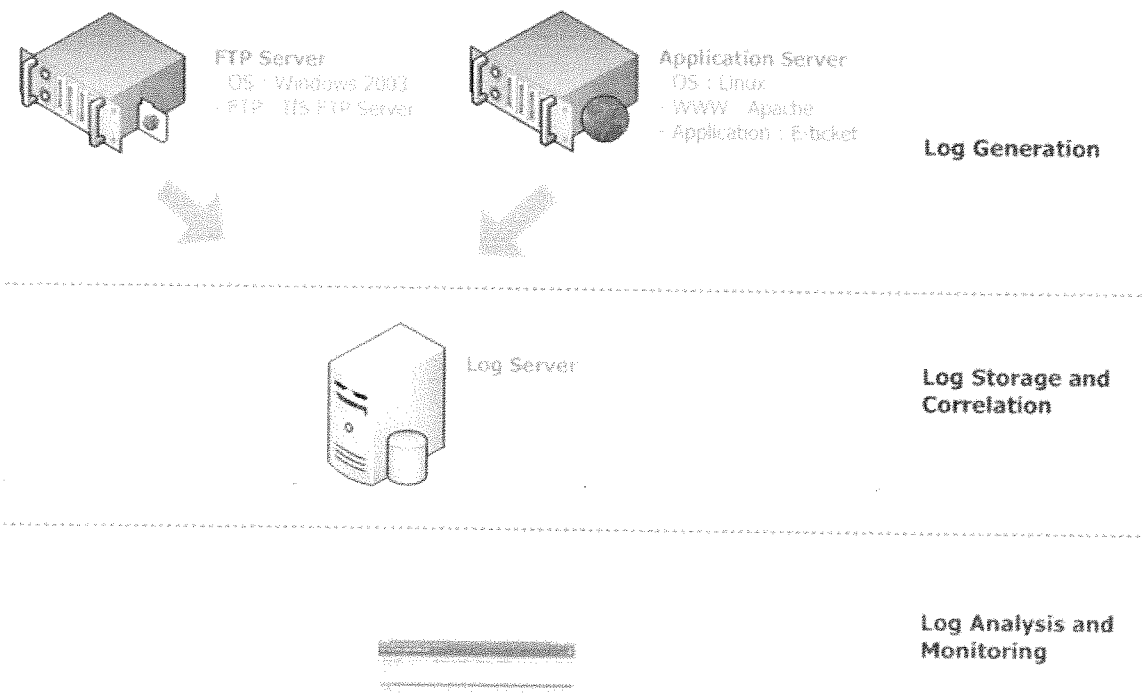 FTP Server
OS : Windows 2003
- FTP : IIS FTP Server
Application Server
OS : Linux
- WWW : Apache
- Application : E-ticket
Log Generation
Log Server
Log Storage and
Correlation
Log Analysis and
Monitoring